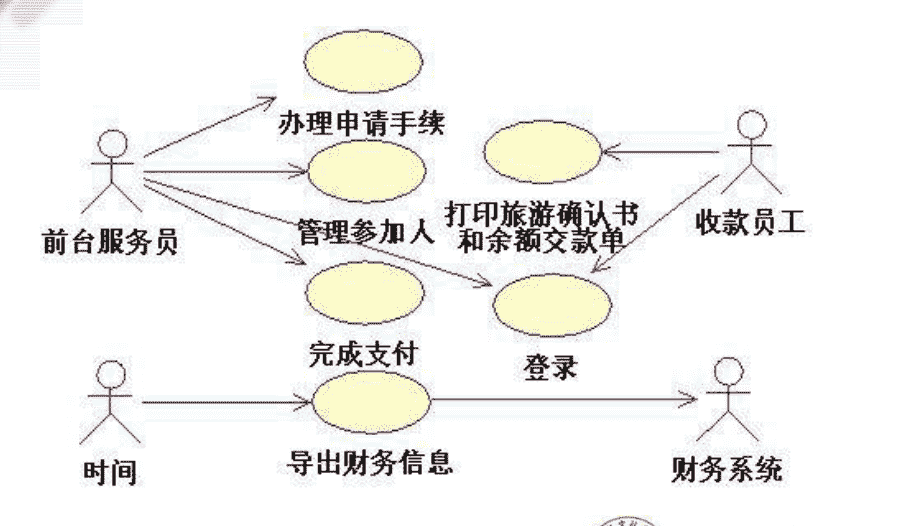 办理申请手续
管理参加人
打印旅游确认书
和余额交款单
前台服务员
收款员工
完成支付
登录
时间
导出财务信息
财务系统